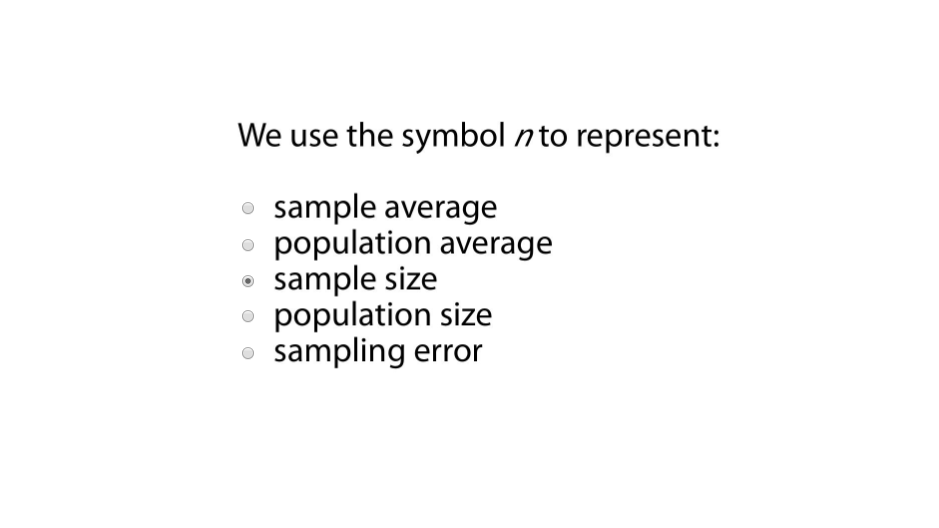 We use the symbol n to represent:
sample average
population average
sample size
population size
sampling error